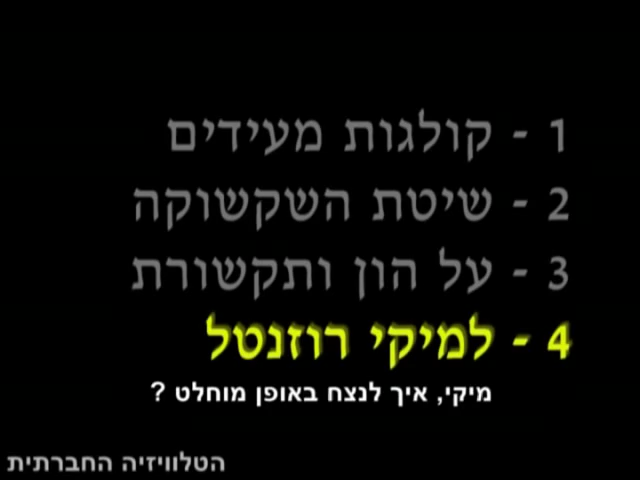 1 - קולגות מעידים
2 - שיטת השקשוקה
3 - על הון ותקשורת
4 - למיקי רוזנטל
מיקי, איך לנצח באופן מוחלט ?
הטלוויזיה החברתית